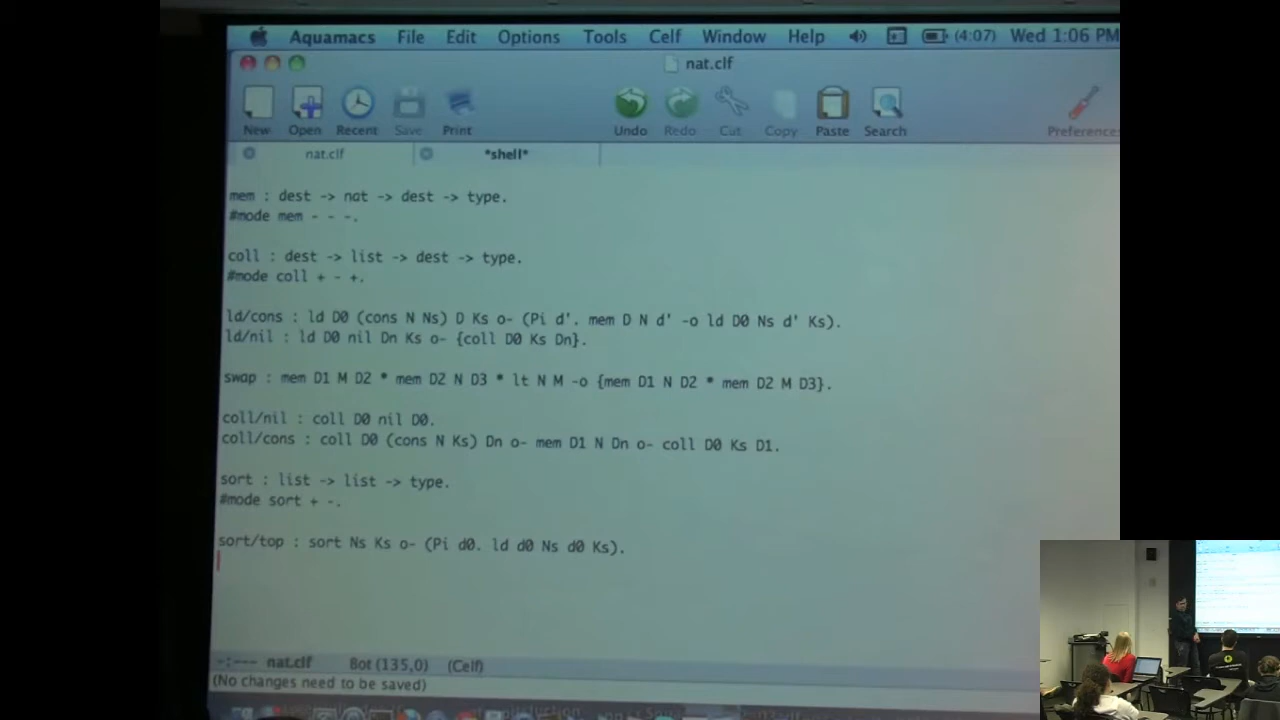 Aquamacs File Edit Options Tools Celf Window Help (4:07) Wed 1:06 PM
nat.clf
New Open Recent Save Print Undo Redo Cut Copy Paste Search Preferences
nat.clf *shell*
mem : dest -> nat -> dest -> type.
#mode mem - - -.
coll : dest -> list -> dest -> type.
#mode coll + - +.
ld/cons : ld D0 (cons N Ns) D Ks o- (Pi d'. mem D N d' -o ld D0 Ns d' Ks).
ld/nil : ld D0 nil Dn Ks o- {coll D0 Ks Dn}.
swap : mem D1 M D2 * mem D2 N D3 * lt N M -o {mem D1 N D2 * mem D2 M D3}.
coll/nil : coll D0 nil D0.
coll/cons : coll D0 (cons N Ks) Dn o- mem D1 N Dn o- coll D0 Ks D1.
sort : list -> list -> type.
#mode sort + -.
sort/top : sort Ns Ks o- (Pi d0. ld d0 Ns d0 Ks).
-:--- nat.clf Bot (135,0) (Celf)
(No changes need to be saved)